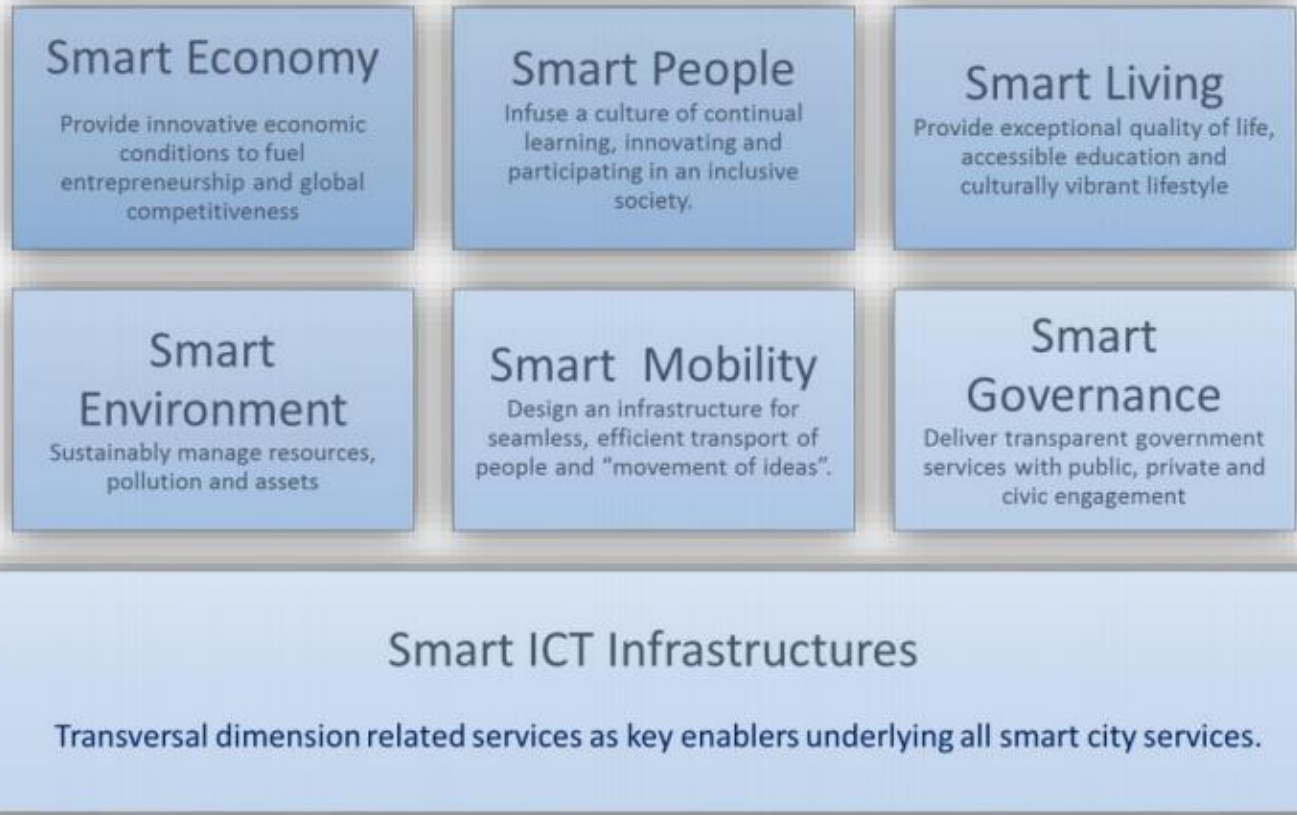 Smart Economy
Provide innovative economic
conditions to fuel
entrepreneurship and global
competitiveness
Smart People
Infuse a culture of continual
learning, innovating and
participating in an inclusive
society.
Smart Living
Provide exceptional quality of life,
accessible education and
culturally vibrant lifestyle
Smart
Environment
Sustainably manage resources,
pollution and assets
Smart Mobility
Design an infrastructure for
seamless, efficient transport of
people and “movement of ideas”.
Smart
Governance
Deliver transparent government
services with public, private and
civic engagement
Smart ICT Infrastructures
Transversal dimension related services as key enablers underlying all smart city services.